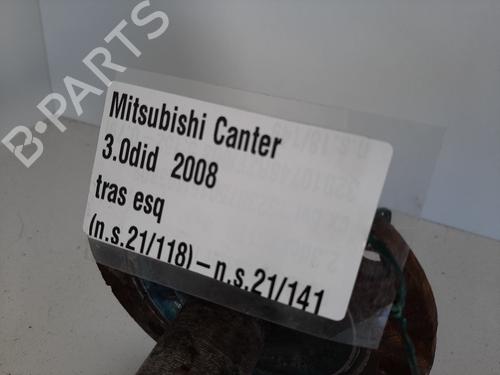 B-PARTS
Mitsubishi Canter
3.0did 2008
tras esq
(n.s.21/118)-n.s.21/141